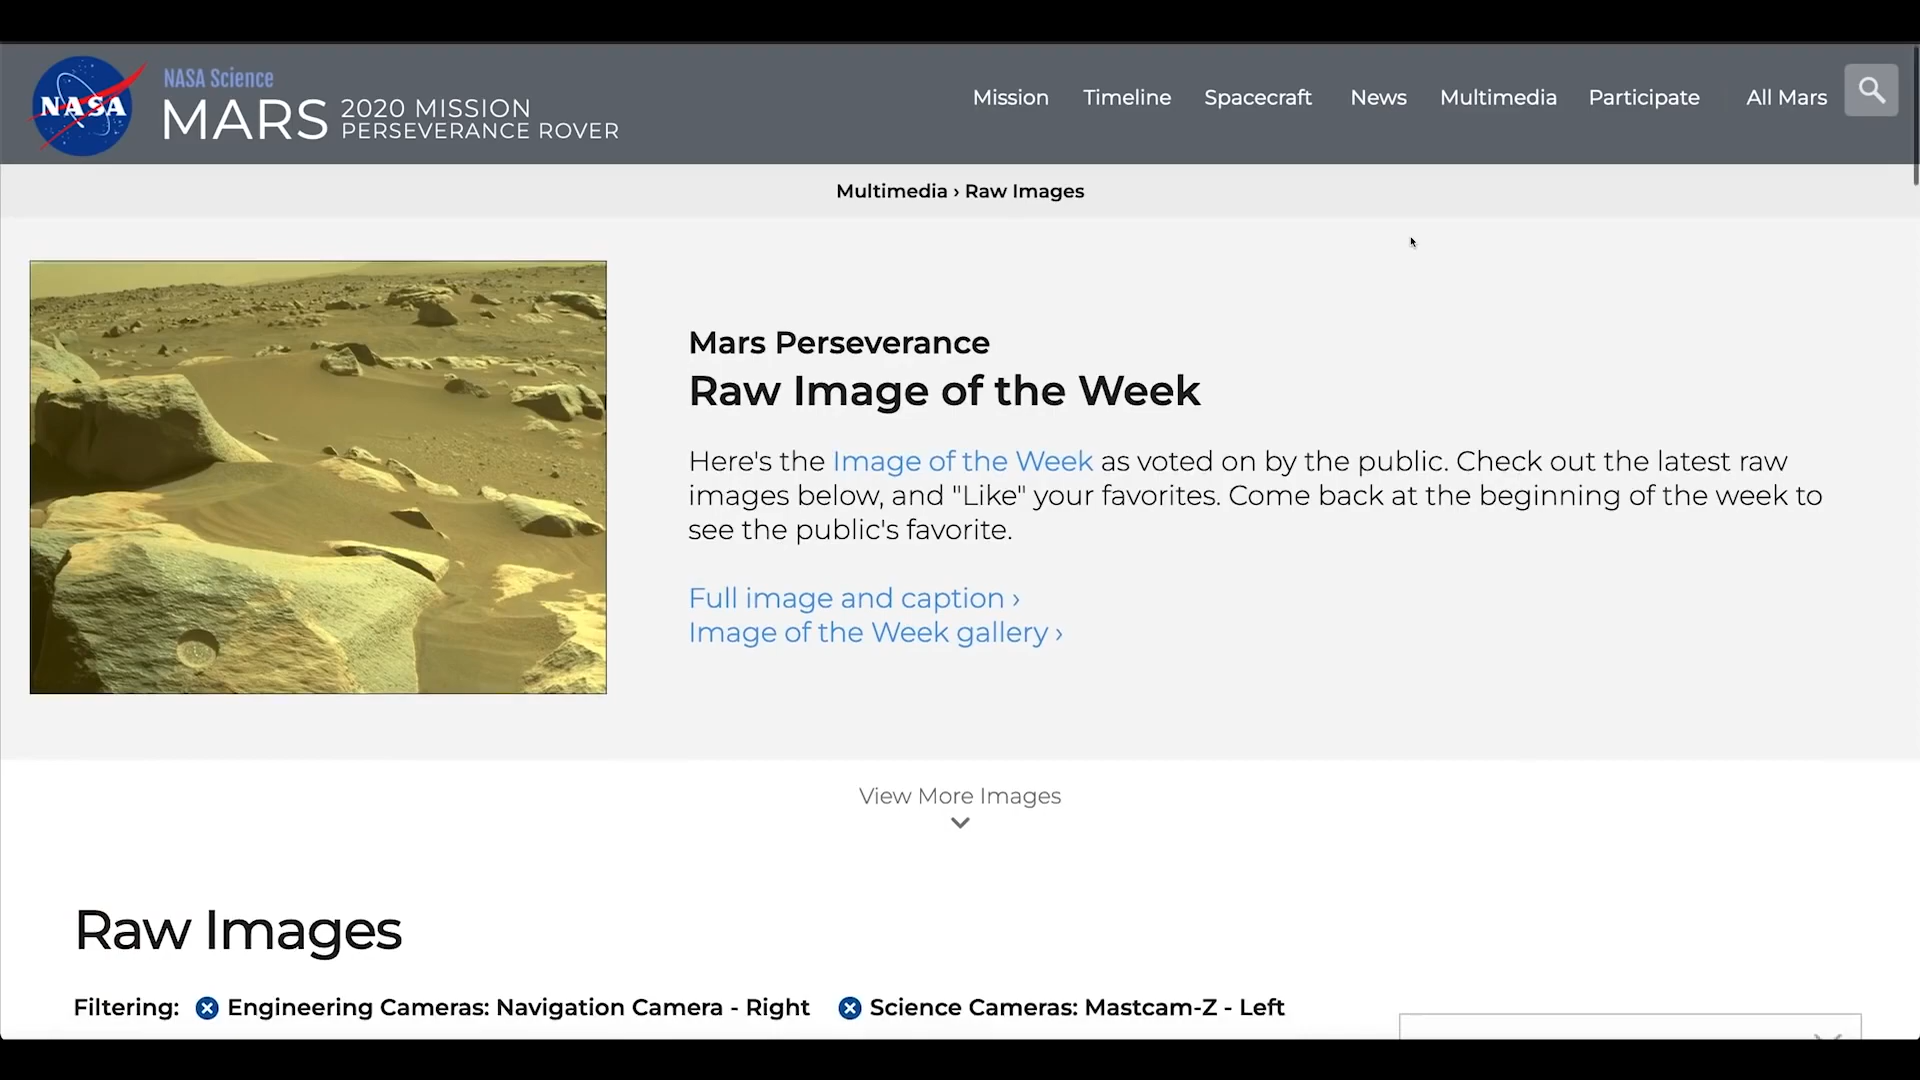 NASA
NASA Science
MARS 2020 MISSION
PERSEVERANCE ROVER
Mission Timeline Spacecraft News Multimedia Participate All Mars
Multimedia › Raw Images
Mars Perseverance
Raw Image of the Week
Here's the Image of the Week as voted on by the public. Check out the latest raw
images below, and "Like" your favorites. Come back at the beginning of the week to
see the public's favorite.
Full image and caption ›
Image of the Week gallery ›
View More Images
Raw Images
Filtering: Engineering Cameras: Navigation Camera - Right Science Cameras: Mastcam-Z - Left